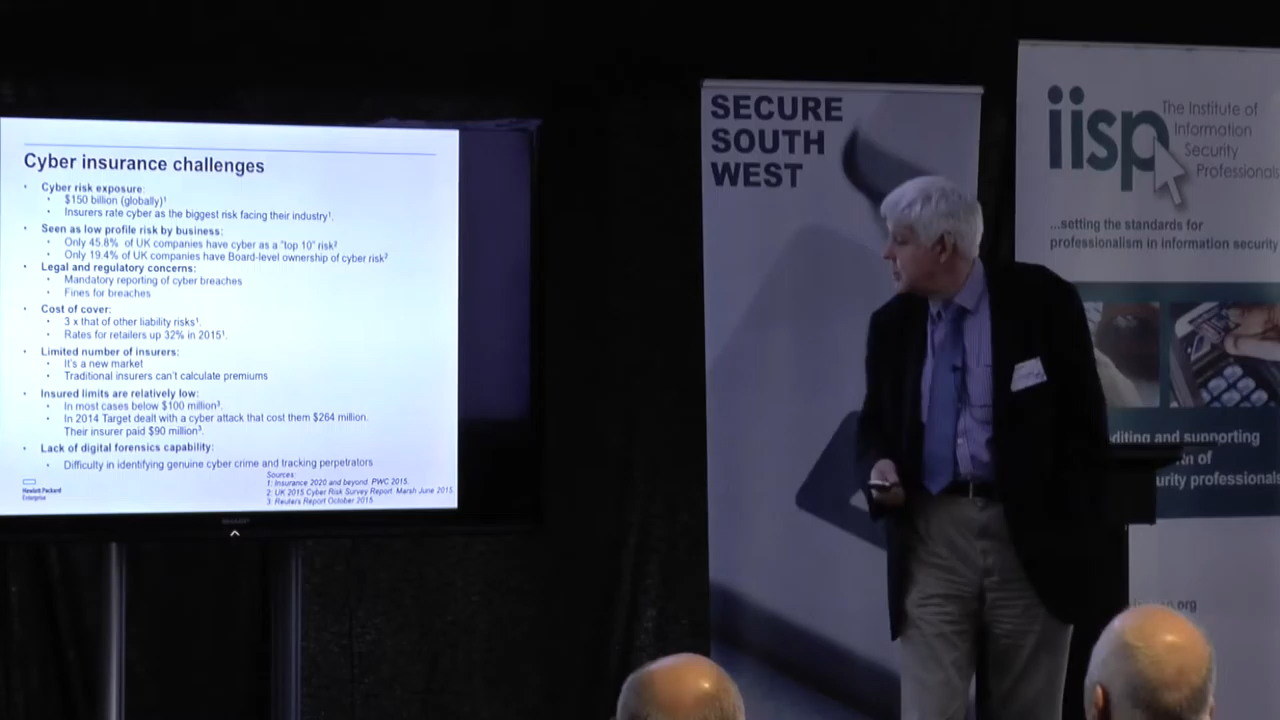 Cyber insurance challenges
• Cyber risk exposure:
• $150 billion (globally)¹
• Insurers rate cyber as the biggest risk facing their industry¹.
• Seen as low profile risk by business:
• Only 45.8% of UK companies have cyber as a "top 10" risk²
• Only 19.4% of UK companies have Board-level ownership of cyber risk²
• Legal and regulatory concerns:
• Mandatory reporting of cyber breaches
• Fines for breaches
• Cost of cover:
• 3 x that of other liability risks¹.
• Rates for retailers up 32% in 2015¹.
• Limited number of insurers:
• It's a new market
• Traditional insurers can't calculate premiums
• Insured limits are relatively low:
• In most cases below $100 million³.
• In 2014 Target dealt with a cyber attack that cost them $264 million.
Their insurer paid $90 million³.
• Lack of digital forensics capability:
• Difficulty in identifying genuine cyber crime and tracking perpetrators
Sources:
1: Insurance 2020 and beyond. PWC 2015.
2: UK 2015 Cyber Risk Survey Report. Marsh June 2015
3: Reuters Report October 2015
Hewlett Packard
Enterprise
SHARP
SECURE
SOUTH
WEST
iisp
The Institute of
Information
Security
Professionals
...setting the standards for
professionalism in information security
diting and supporting
of
urity professionals
.org